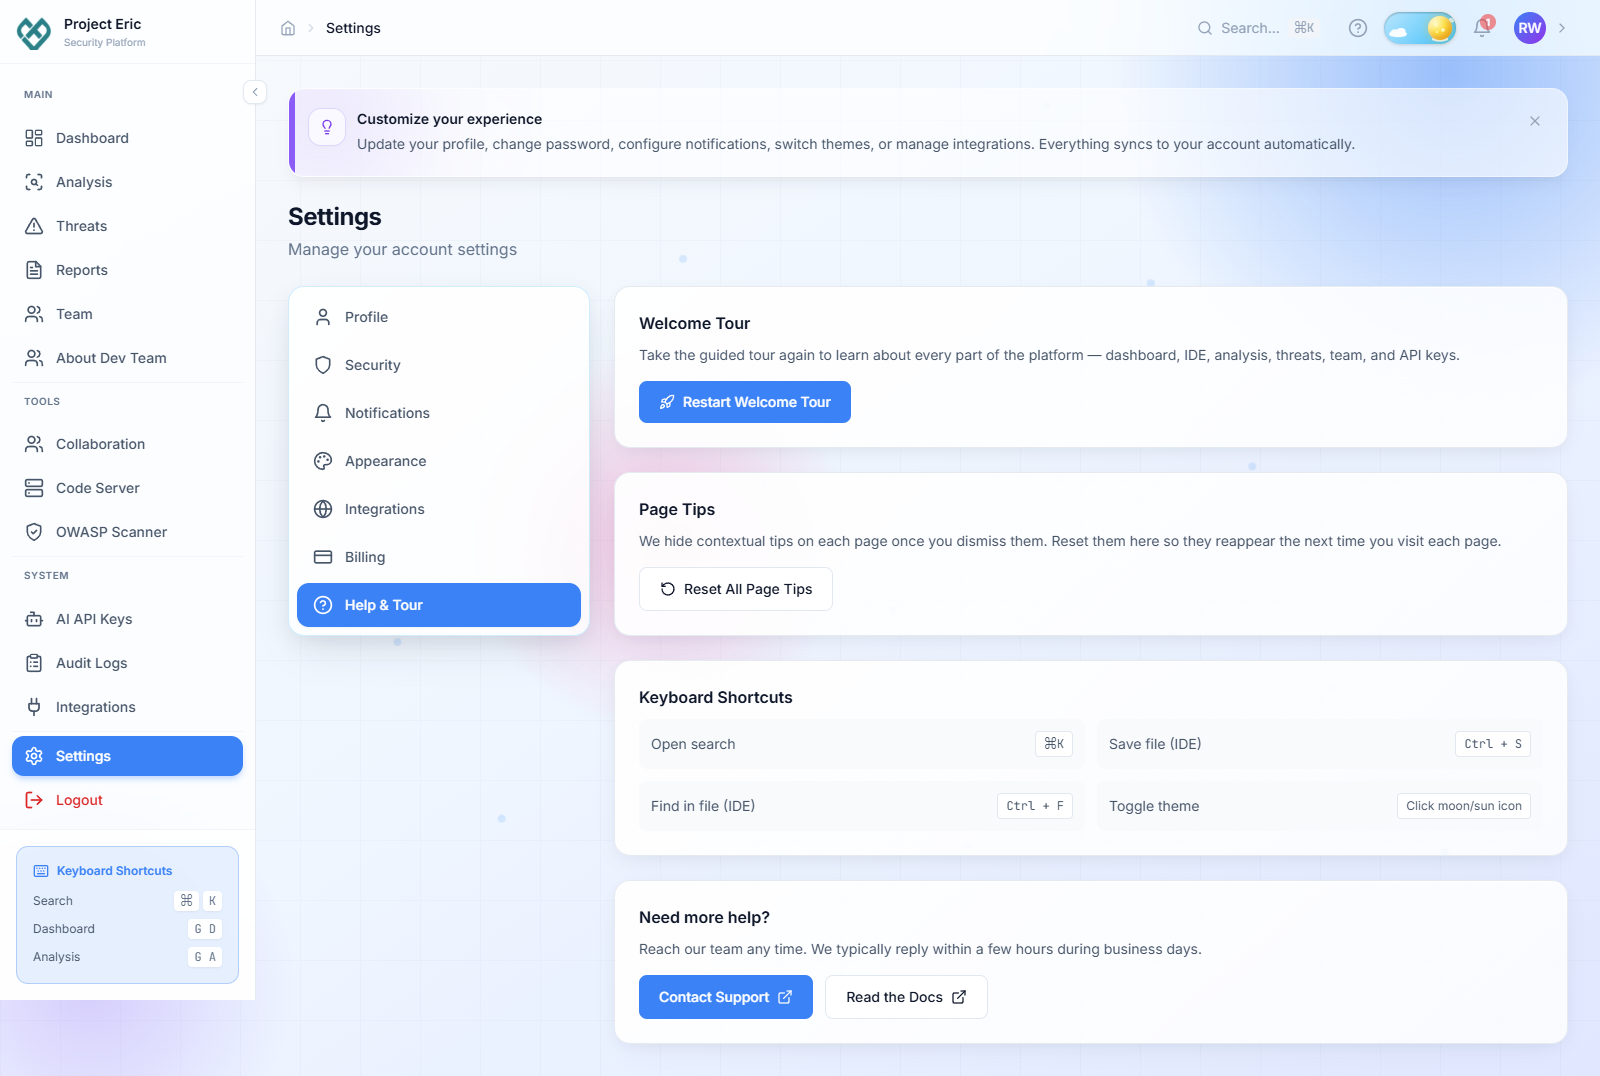 Project Eric
Security Platform
MAIN
Dashboard
Analysis
Threats
Reports
Team
About Dev Team
TOOLS
Collaboration
Code Server
OWASP Scanner
SYSTEM
AI API Keys
Audit Logs
Integrations
Settings
Logout
Keyboard Shortcuts
Search ⌘ K
Dashboard G D
Analysis G A
Settings
Search... ⌘K
1
RW
Customize your experience
Update your profile, change password, configure notifications, switch themes, or manage integrations. Everything syncs to your account automatically.
Settings
Manage your account settings
Profile
Security
Notifications
Appearance
Integrations
Billing
Help & Tour
Welcome Tour
Take the guided tour again to learn about every part of the platform — dashboard, IDE, analysis, threats, team, and API keys.
Restart Welcome Tour
Page Tips
We hide contextual tips on each page once you dismiss them. Reset them here so they reappear the next time you visit each page.
Reset All Page Tips
Keyboard Shortcuts
Open search ⌘K
Save file (IDE) Ctrl + S
Find in file (IDE) Ctrl + F
Toggle theme Click moon/sun icon
Need more help?
Reach our team any time. We typically reply within a few hours during business days.
Contact Support
Read the Docs